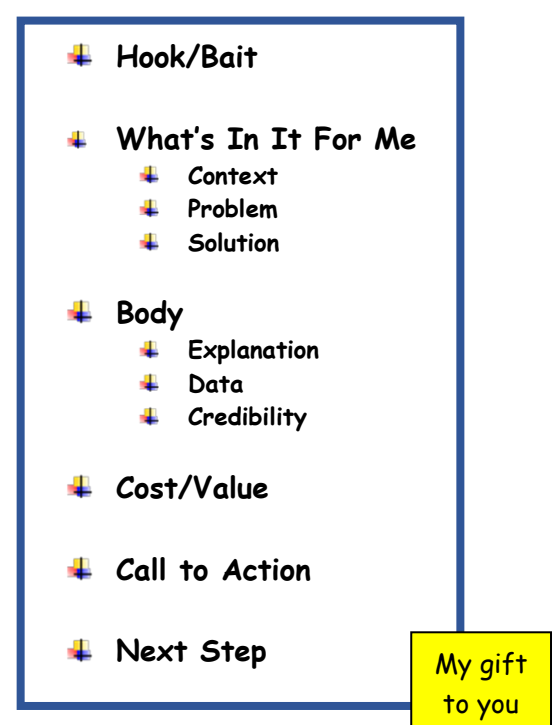 Hook/Bait
What's In It For Me
Context
Problem
Solution
Body
Explanation
Data
Credibility
Cost/Value
Call to Action
Next Step
My gift
to you